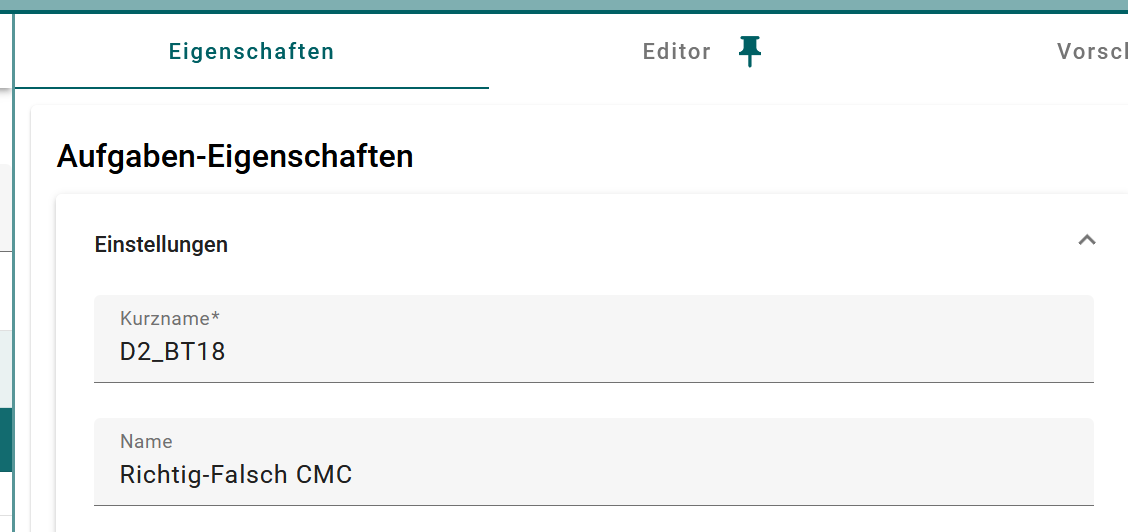 Eigenschaften
Editor
Aufgaben-Eigenschaften
Einstellungen
Kurzname*
D2_BT18
Name
Richtig-Falsch CMC